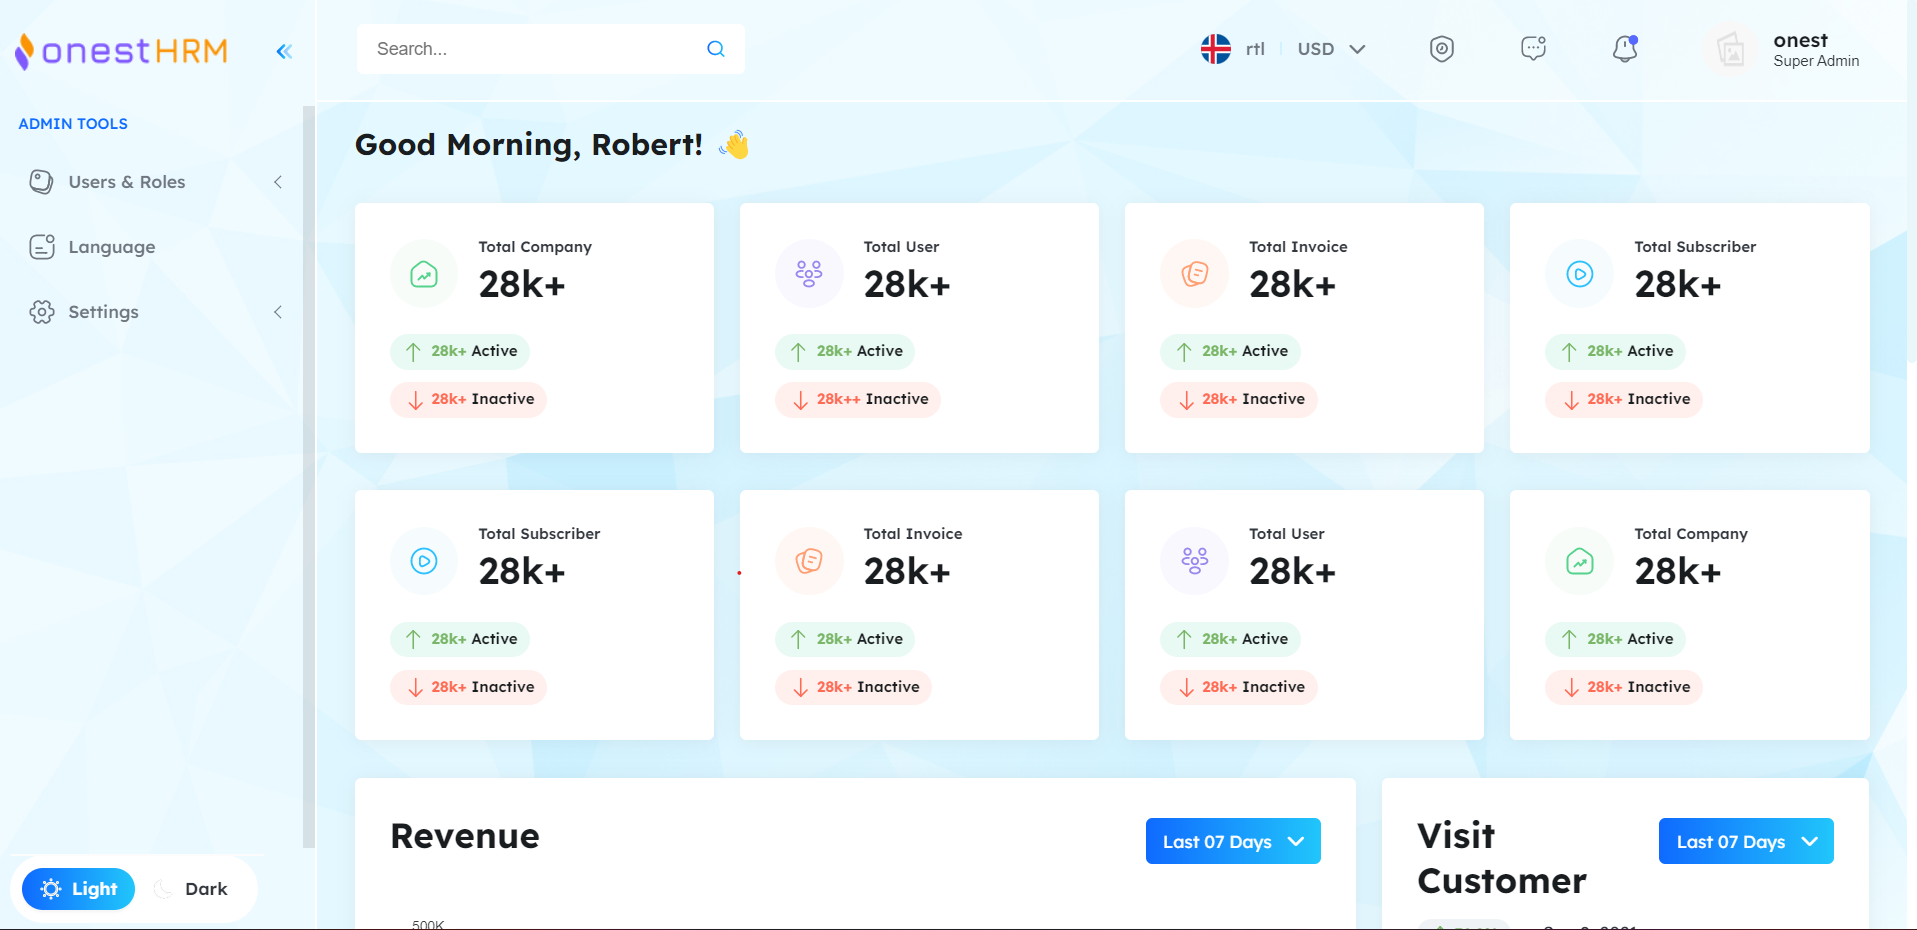 onestHRM
Search...
rtl
USD
onest
Super Admin
ADMIN TOOLS
Users & Roles
Language
Settings
Light
Dark
Good Morning, Robert!
Total Company
28k+
28k+ Active
28k+ Inactive
Total User
28k+
28k+ Active
28k++ Inactive
Total Invoice
28k+
28k+ Active
28k+ Inactive
Total Subscriber
28k+
28k+ Active
28k+ Inactive
Total Subscriber
28k+
28k+ Active
28k+ Inactive
Total Invoice
28k+
28k+ Active
28k+ Inactive
Total User
28k+
28k+ Active
28k+ Inactive
Total Company
28k+
28k+ Active
28k+ Inactive
Revenue
Last 07 Days
500K
Visit
Customer
Last 07 Days